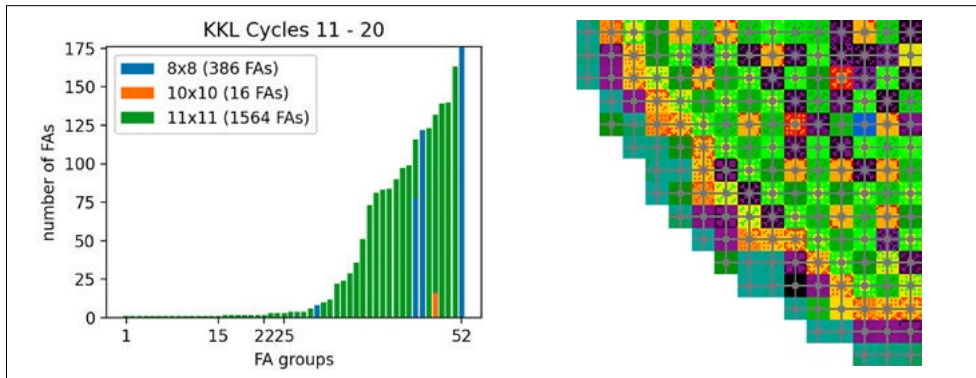 KKL Cycles 11 - 20
175
150
125
100
75
50
25
0
number of FAs
8x8 (386 FAs)
10x10 (16 FAs)
11x11 (1564 FAs)
1 15 2225 52
FA groups